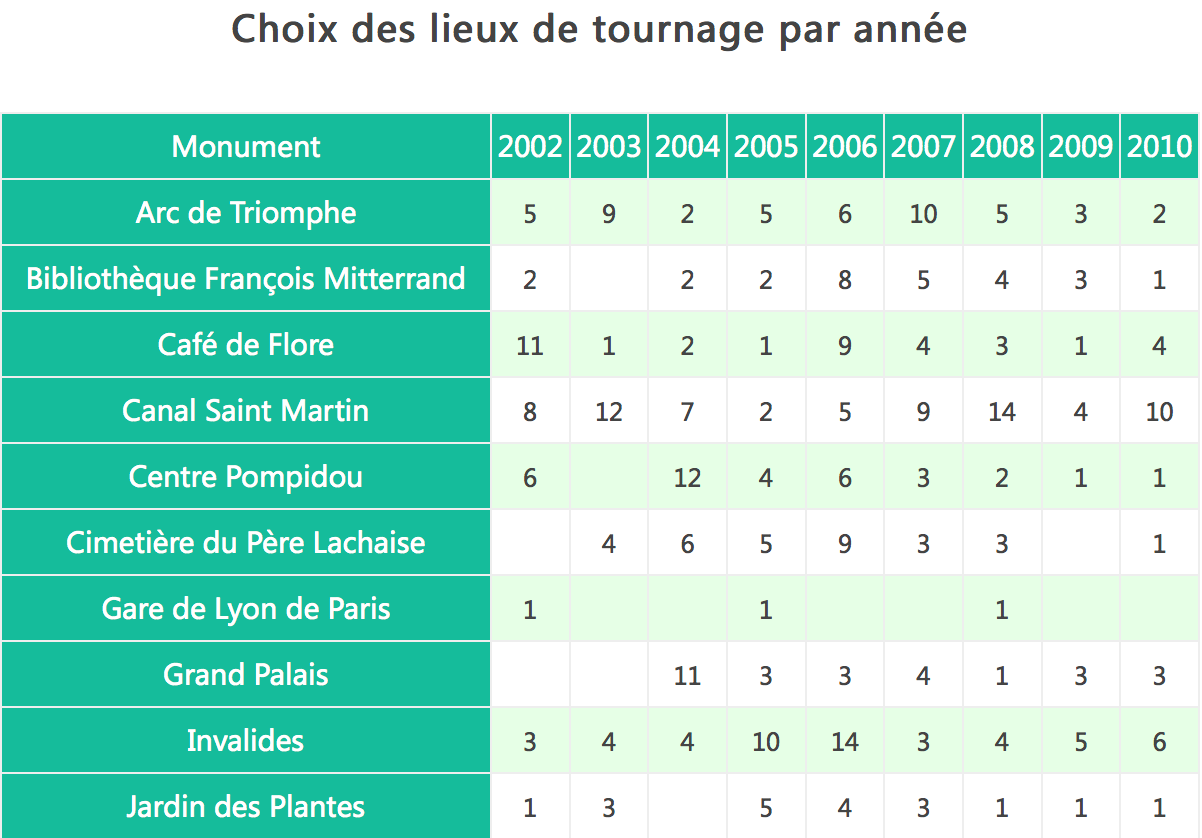 Choix des lieux de tournage par année
Monument 2002 2003 2004 2005 2006 2007 2008 2009 2010
Arc de Triomphe 5 9 2 5 6 10 5 3 2
Bibliothèque François Mitterrand 2 2 2 8 5 4 3 1
Café de Flore 11 1 2 1 9 4 3 1 4
Canal Saint Martin 8 12 7 2 5 9 14 4 10
Centre Pompidou 6 12 4 6 3 2 1 1
Cimetière du Père Lachaise 4 6 5 9 3 3 1
Gare de Lyon de Paris 1 1 1
Grand Palais 11 3 3 4 1 3 3
Invalides 3 4 4 10 14 3 4 5 6
Jardin des Plantes 1 3 5 4 3 1 1 1